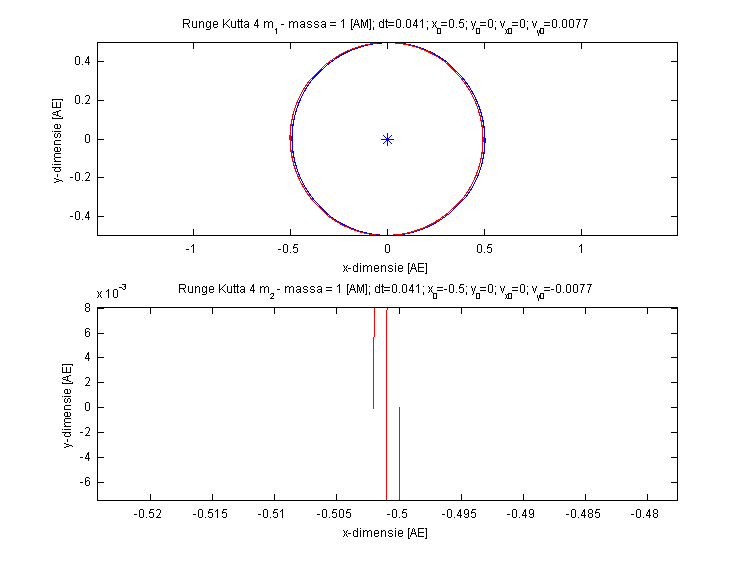 Runge Kutta 4 m1 - massa = 1 [AM]; dt=0.041; x0=0.5; y0=0; vx0=0; vy0=0.0077
0.4
0.2
0
-0.2
-0.4
y-dimensie [AE]
-1 -0.5 0 0.5 1
x-dimensie [AE]
x 10^-3
Runge Kutta 4 m2 - massa = 1 [AM]; dt=0.041; x0=-0.5; y0=0; vx0=0; vy0=-0.0077
8
6
4
2
0
-2
-4
-6
y-dimensie [AE]
-0.52 -0.515 -0.51 -0.505 -0.5 -0.495 -0.49 -0.485 -0.48
x-dimensie [AE]